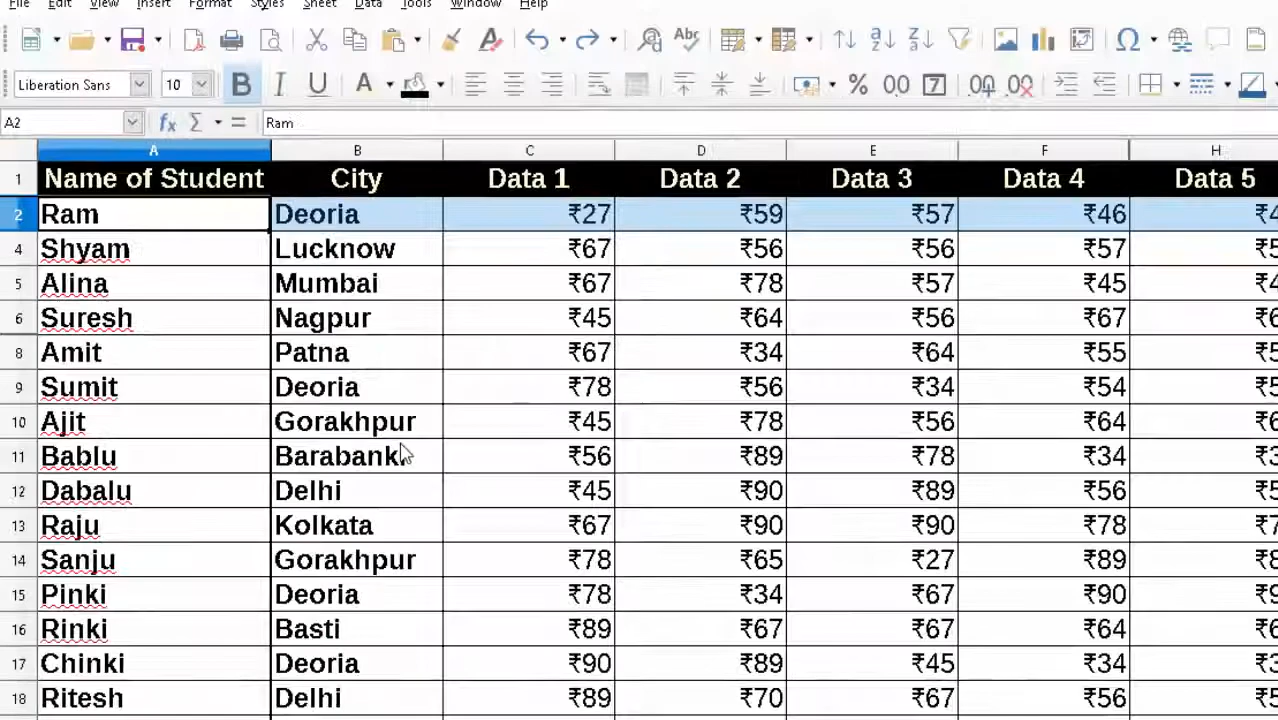 File Edit View Insert Format Styles Sheet Data Tools Window Help
Liberation Sans 10 B I U A % 00 7 00 00
A2 fx Σ = Ram
A B C D E F H
1 Name of Student City Data 1 Data 2 Data 3 Data 4 Data 5
2 Ram Deoria ₹27 ₹59 ₹57 ₹46
4 Shyam Lucknow ₹67 ₹56 ₹56 ₹57
5 Alina Mumbai ₹67 ₹78 ₹57 ₹45
6 Suresh Nagpur ₹45 ₹64 ₹56 ₹67
8 Amit Patna ₹67 ₹34 ₹64 ₹55
9 Sumit Deoria ₹78 ₹56 ₹34 ₹54
10 Ajit Gorakhpur ₹45 ₹78 ₹56 ₹64
11 Bablu Barabanki ₹56 ₹89 ₹78 ₹34
12 Dabalu Delhi ₹45 ₹90 ₹89 ₹56
13 Raju Kolkata ₹67 ₹90 ₹90 ₹78
14 Sanju Gorakhpur ₹78 ₹65 ₹27 ₹89
15 Pinki Deoria ₹78 ₹34 ₹67 ₹90
16 Rinki Basti ₹89 ₹67 ₹67 ₹64
17 Chinki Deoria ₹90 ₹89 ₹45 ₹34
18 Ritesh Delhi ₹89 ₹70 ₹67 ₹56